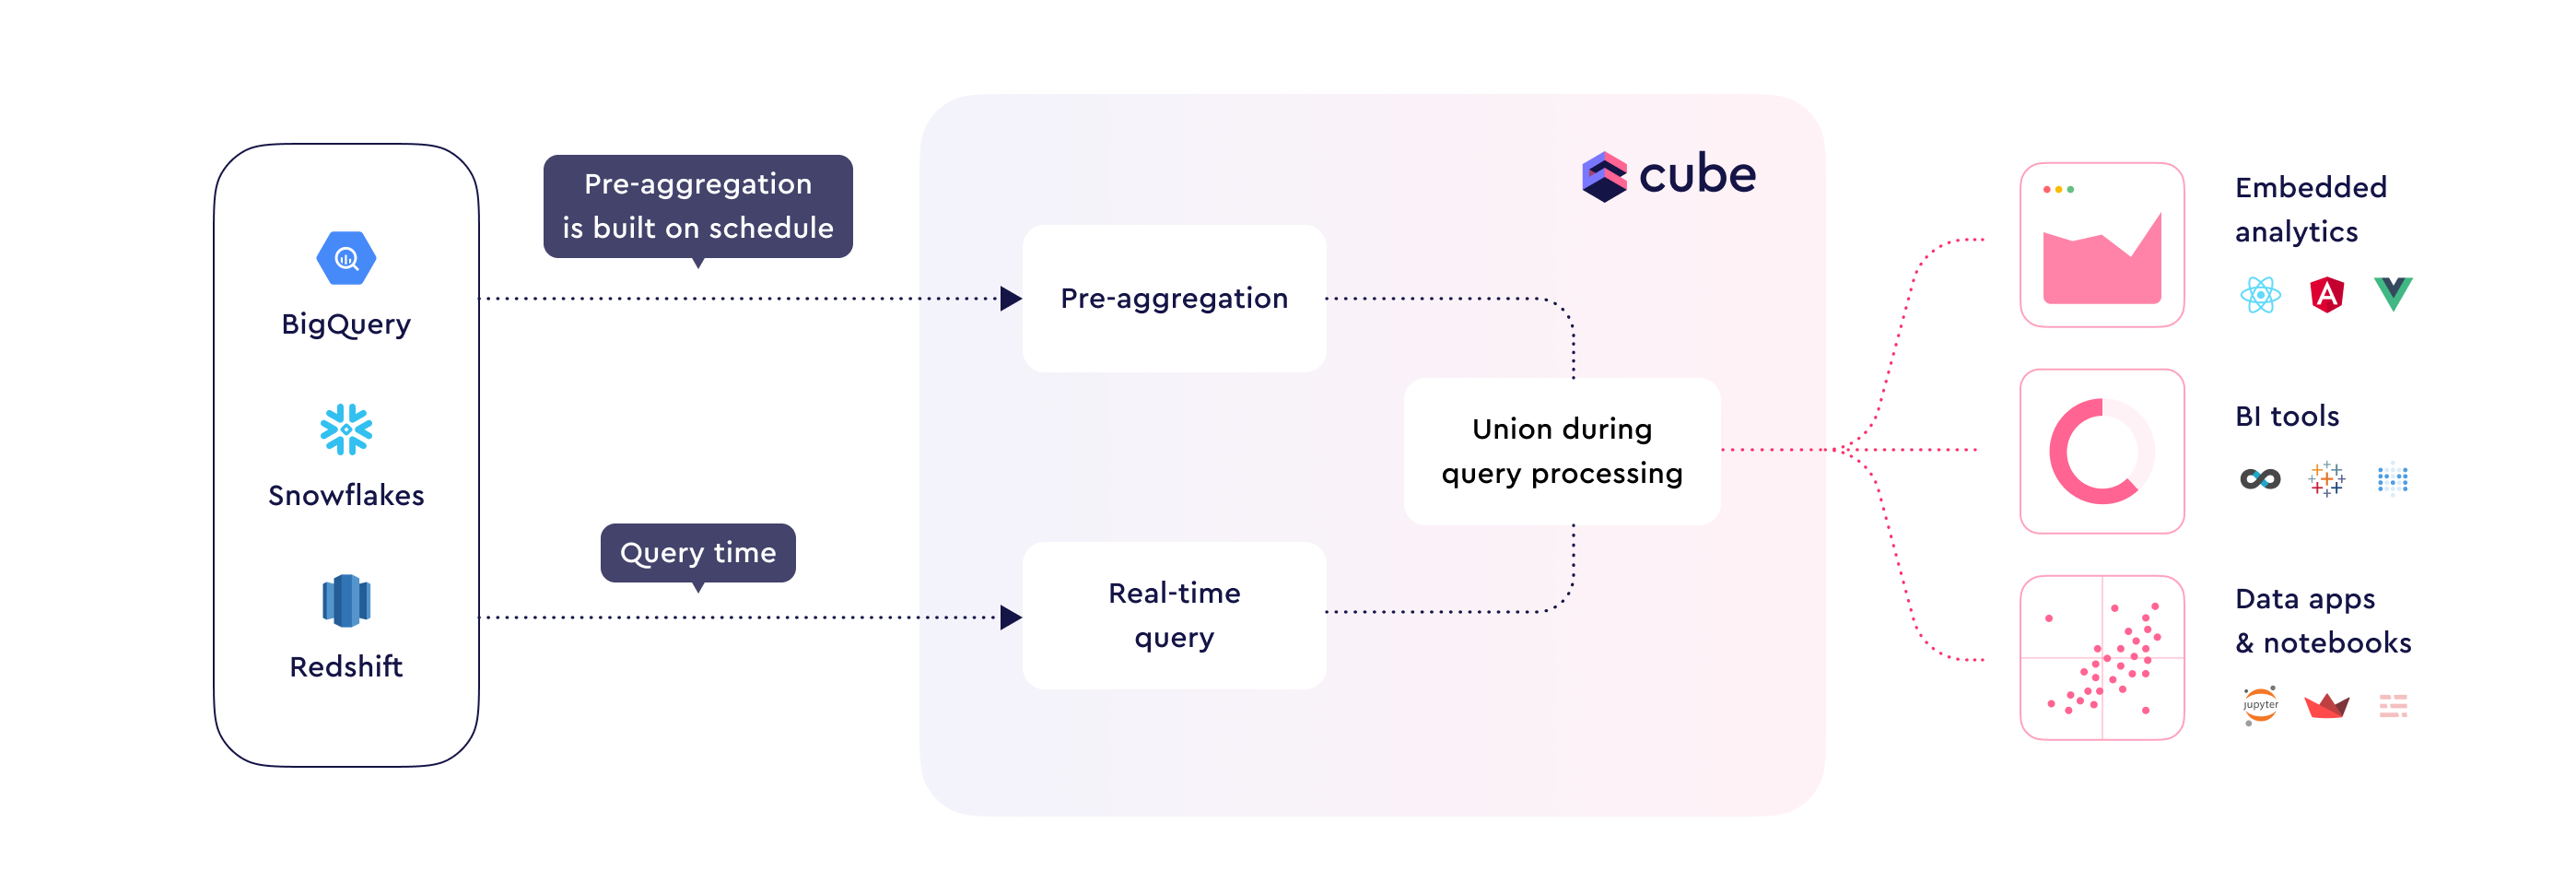 BigQuery
Snowflakes
Redshift
Pre-aggregation
is built on schedule
Query time
cube
Pre-aggregation
Real-time
query
Union during
query processing
Embedded
analytics
BI tools
Data apps
& notebooks
jupyter